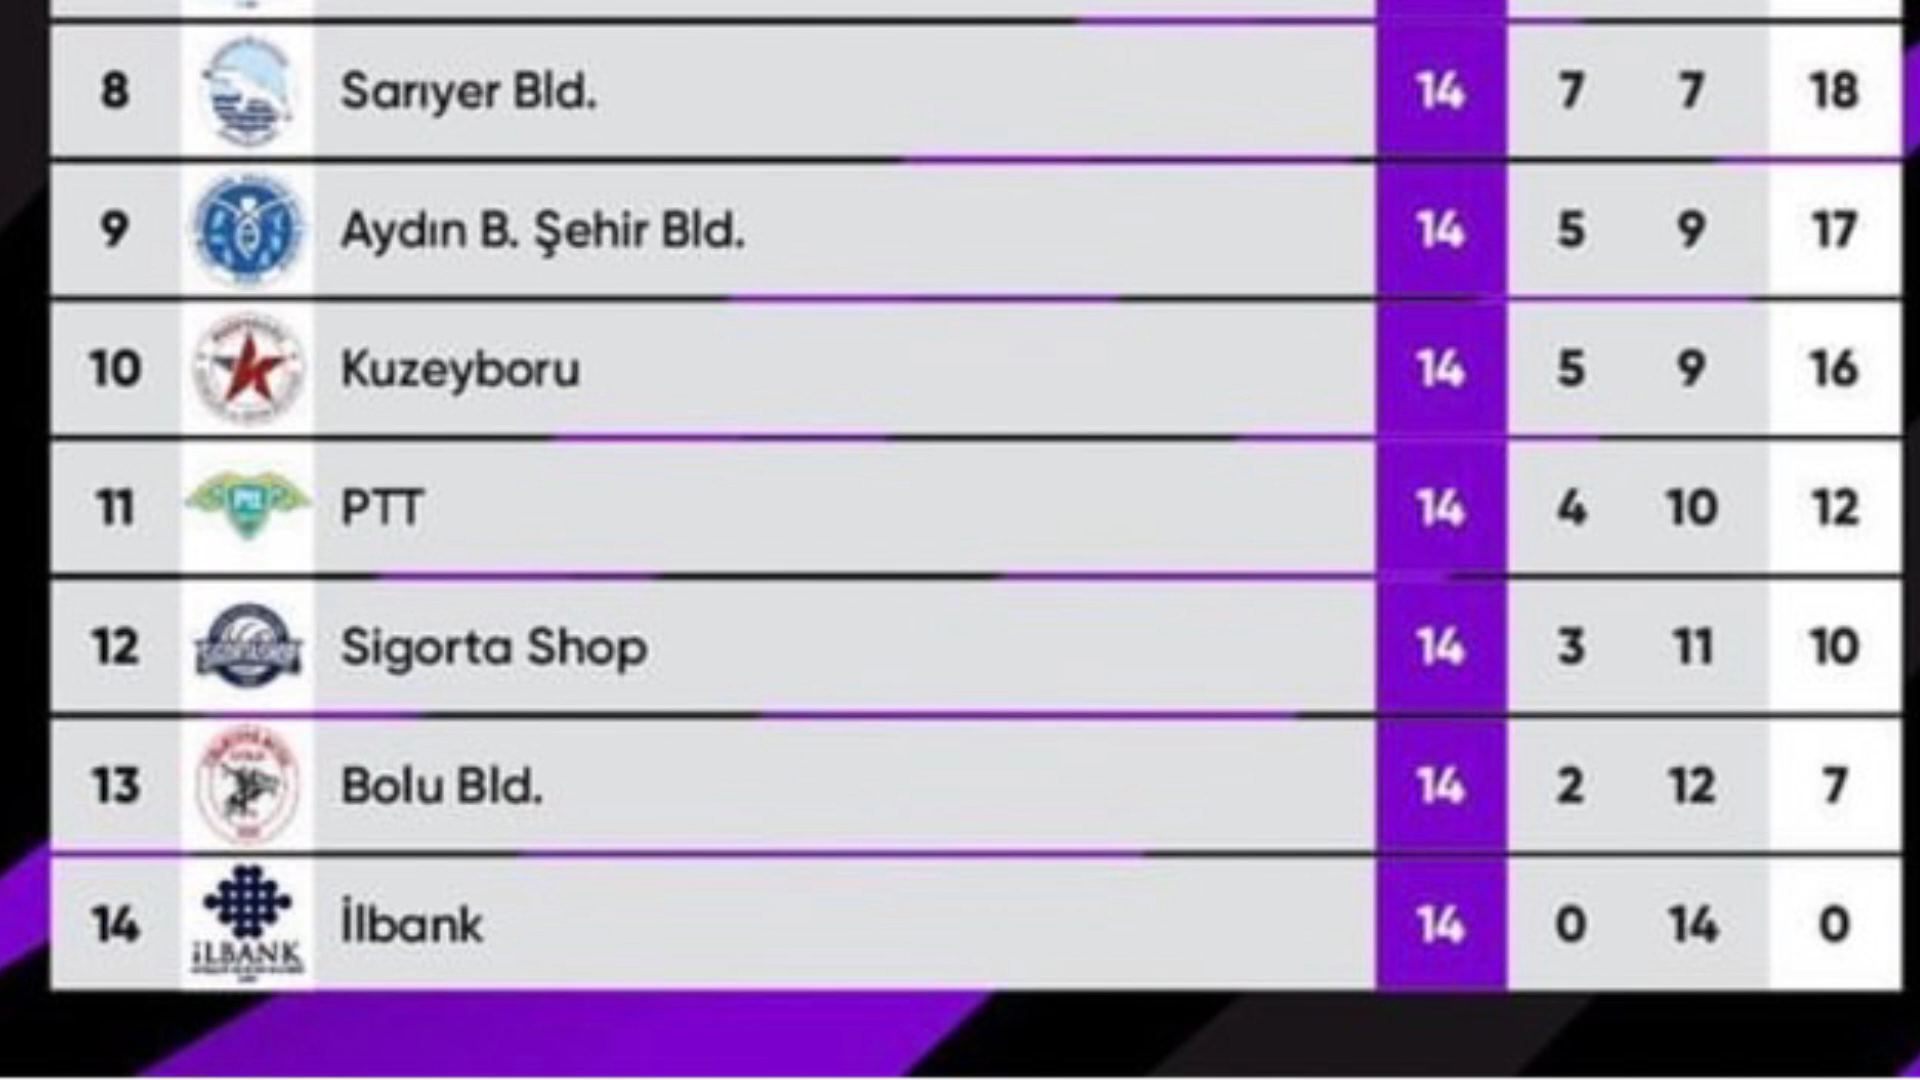 8 Sarıyer Bld. 14 7 7 18
9 Aydın B. Şehir Bld. 14 5 9 17
10 Kuzeyboru 14 5 9 16
11 PTT 14 4 10 12
12 Sigorta Shop 14 3 11 10
13 Bolu Bld. 14 2 12 7
14 İlbank 14 0 14 0
iLBANK